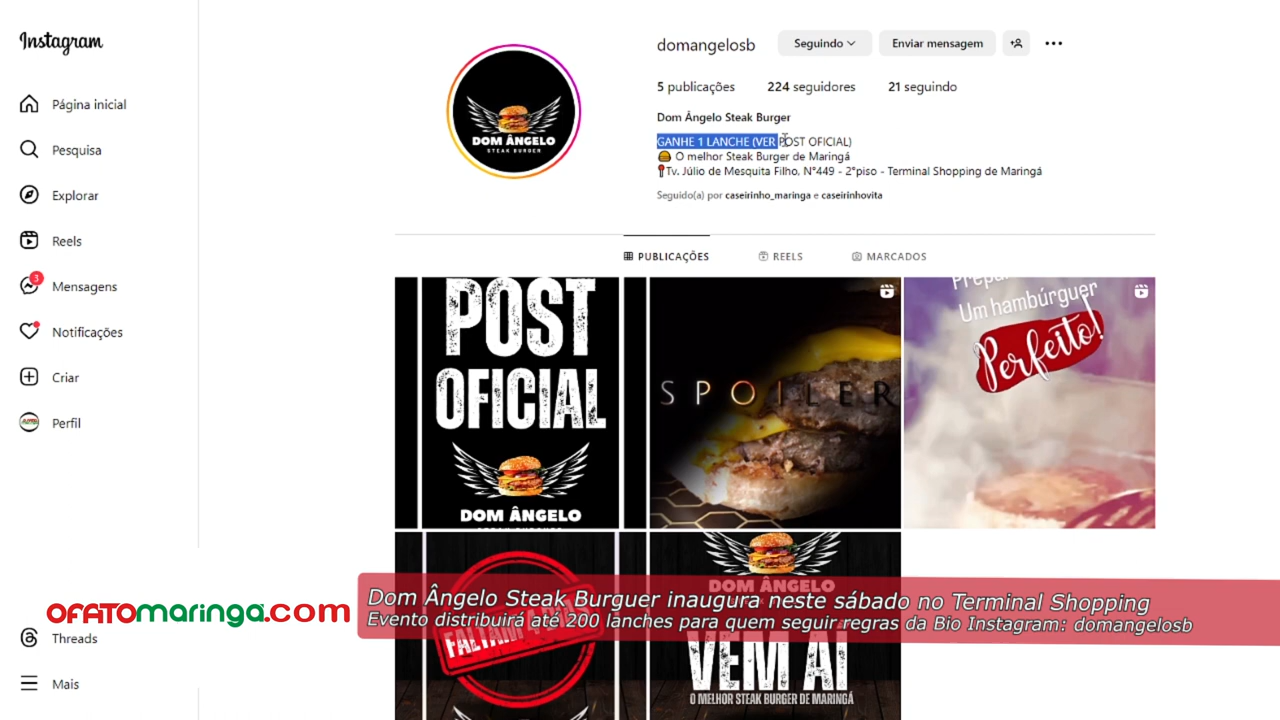 Instagram
Página inicial
Pesquisa
Explorar
Reels
3
Mensagens
Notificações
Criar
Perfil
Threads
Mais
DOM ÂNGELO
STEAK BURGER
domangelosb
Seguindo
Enviar mensagem
5 publicações 224 seguidores 21 seguindo
Dom Ângelo Steak Burger
GANHE 1 LANCHE (VER POST OFICIAL)
O melhor Steak Burger de Maringá
Tv. Júlio de Mesquita Filho, N°449 - 2°piso - Terminal Shopping de Maringá
Seguido(a) por caseirinho_maringa e caseirinhovita
PUBLICAÇÕES REELS MARCADOS
POST
OFICIAL
DOM ÂNGELO
SPOILER
Um hambúrguer
Perfeito!
FALTAM 4 DIAS
DOM ÂNGELO
VEM AÍ
O MELHOR STEAK BURGER DE MARINGÁ
OFATOmaringá.com
Dom Ângelo Steak Burguer inaugura neste sábado no Terminal Shopping
Evento distribuirá até 200 lanches para quem seguir regras da Bio Instagram: domangelosb